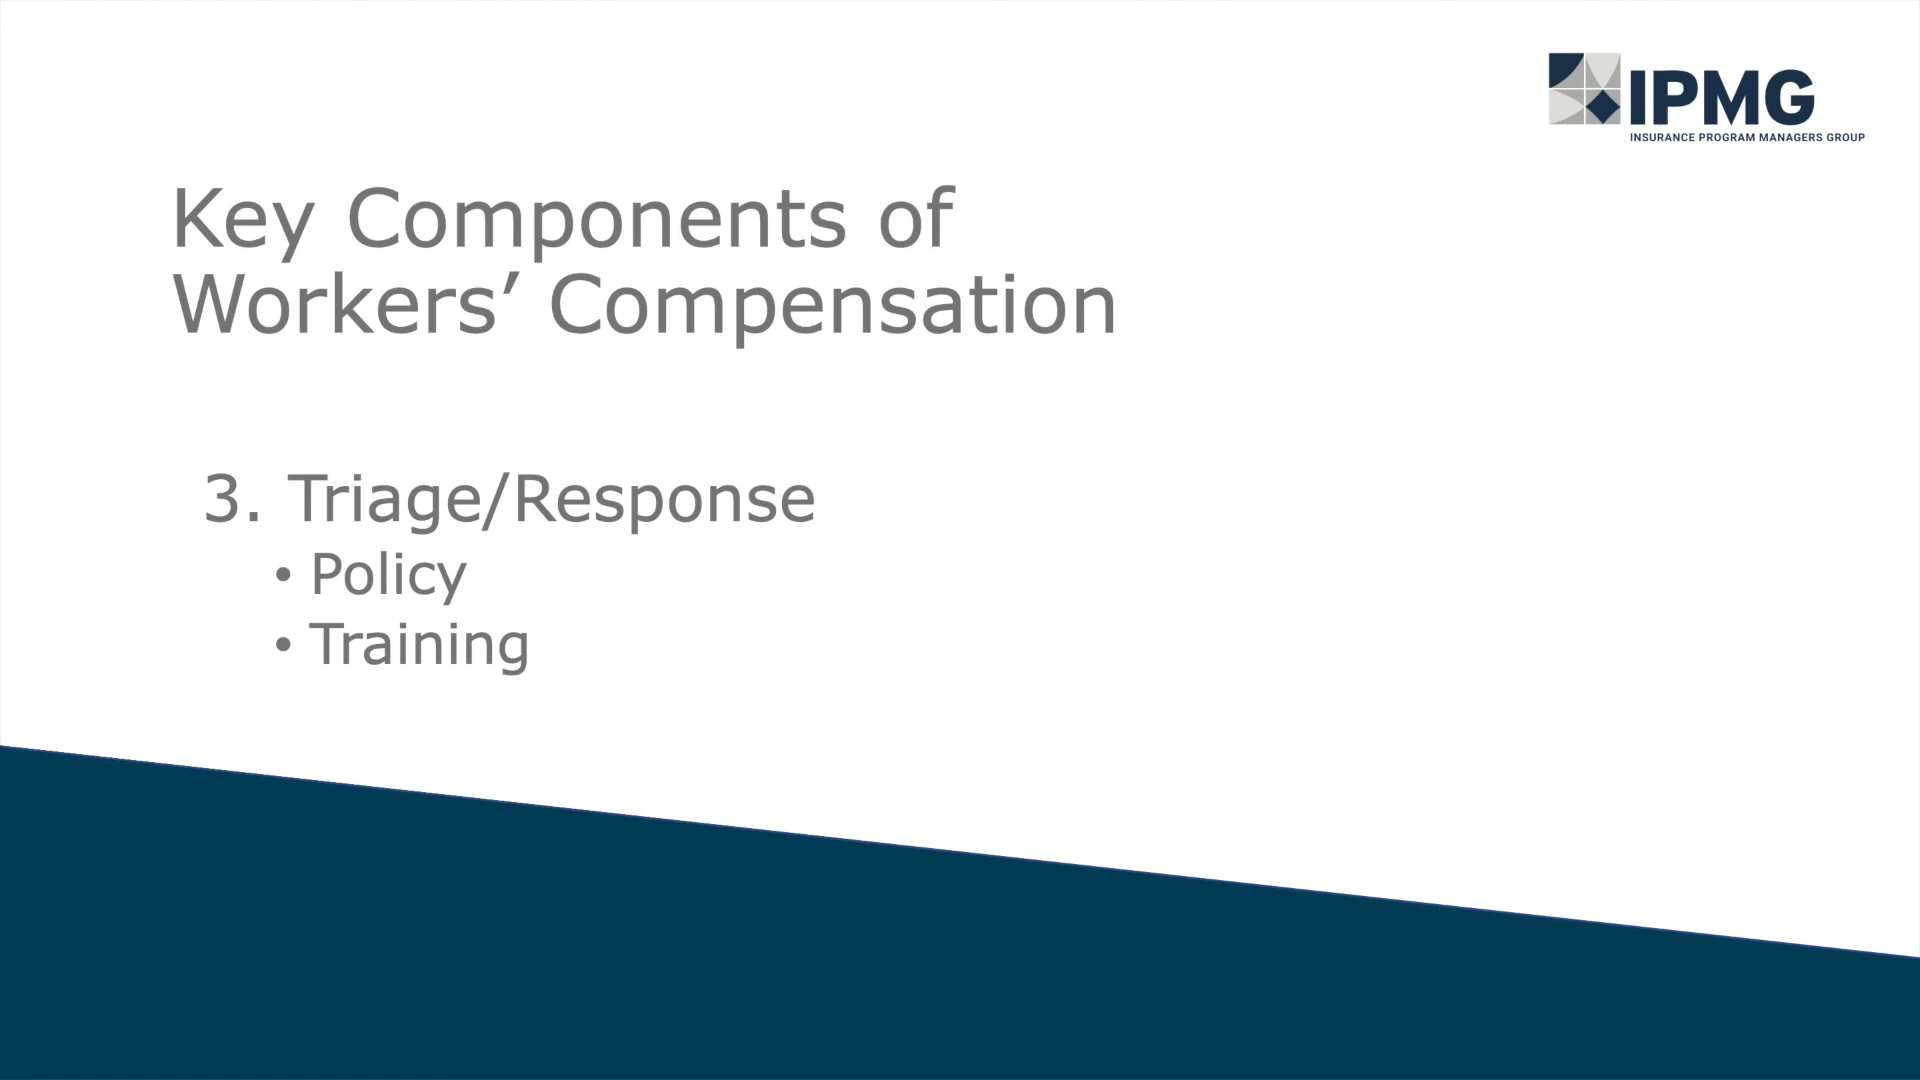 IPMG
INSURANCE PROGRAM MANAGERS GROUP
Key Components of
Workers’ Compensation
3. Triage/Response
• Policy
• Training